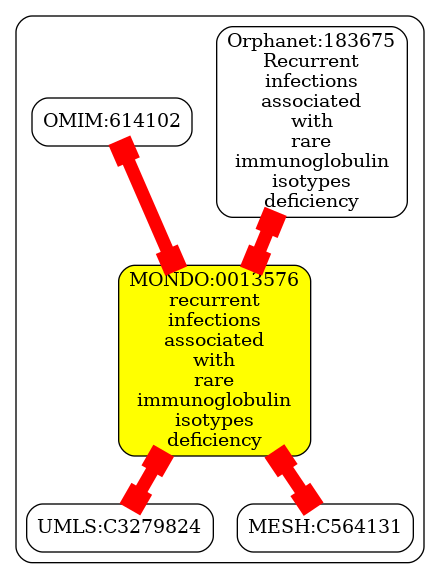 Orphanet:183675
Recurrent
infections
associated
with
rare
immunoglobulin
isotypes
deficiency
OMIM:614102
MONDO:0013576
recurrent
infections
associated
with
rare
immunoglobulin
isotypes
deficiency
UMLS:C3279824
MESH:C564131